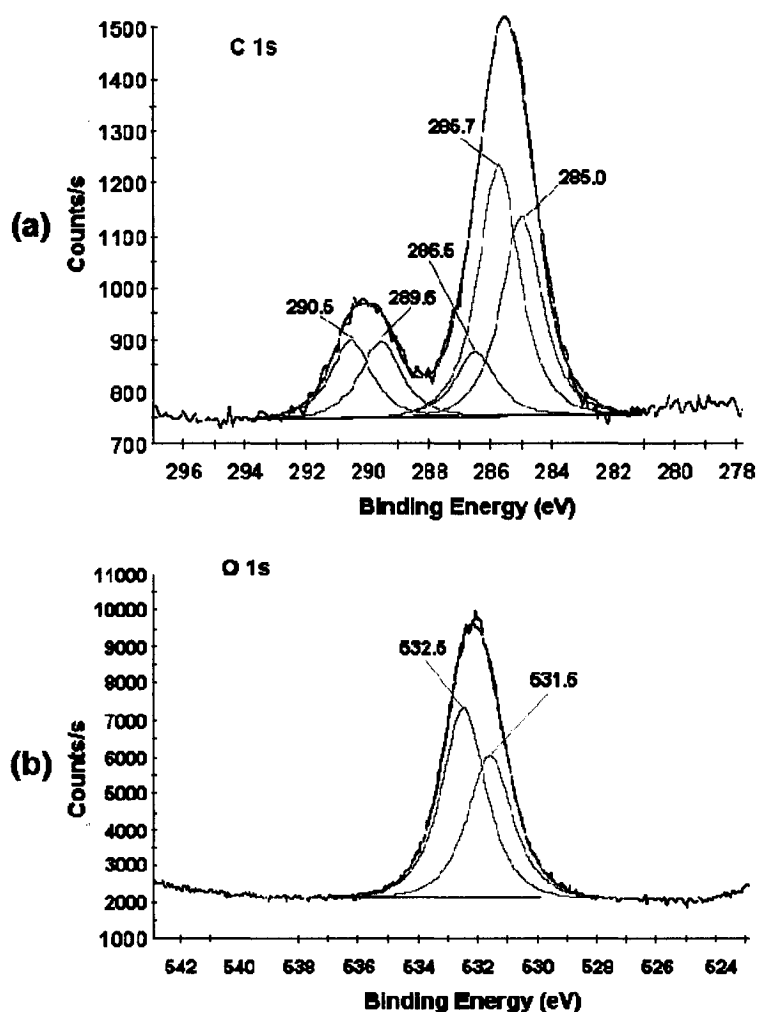 C 1s
1500
1400
1300
1200
1100
1000
900
800
700
Counts/s
(a)
285.7
285.0
286.5
290.5
289.6
296 294 292 290 288 286 284 282 280 278
Binding Energy (eV)
O 1s
11000
10000
9000
8000
7000
6000
5000
4000
3000
2000
1000
Counts/s
(b)
532.5
531.5
542 540 538 536 534 532 530 528 526 524
Binding Energy (eV)